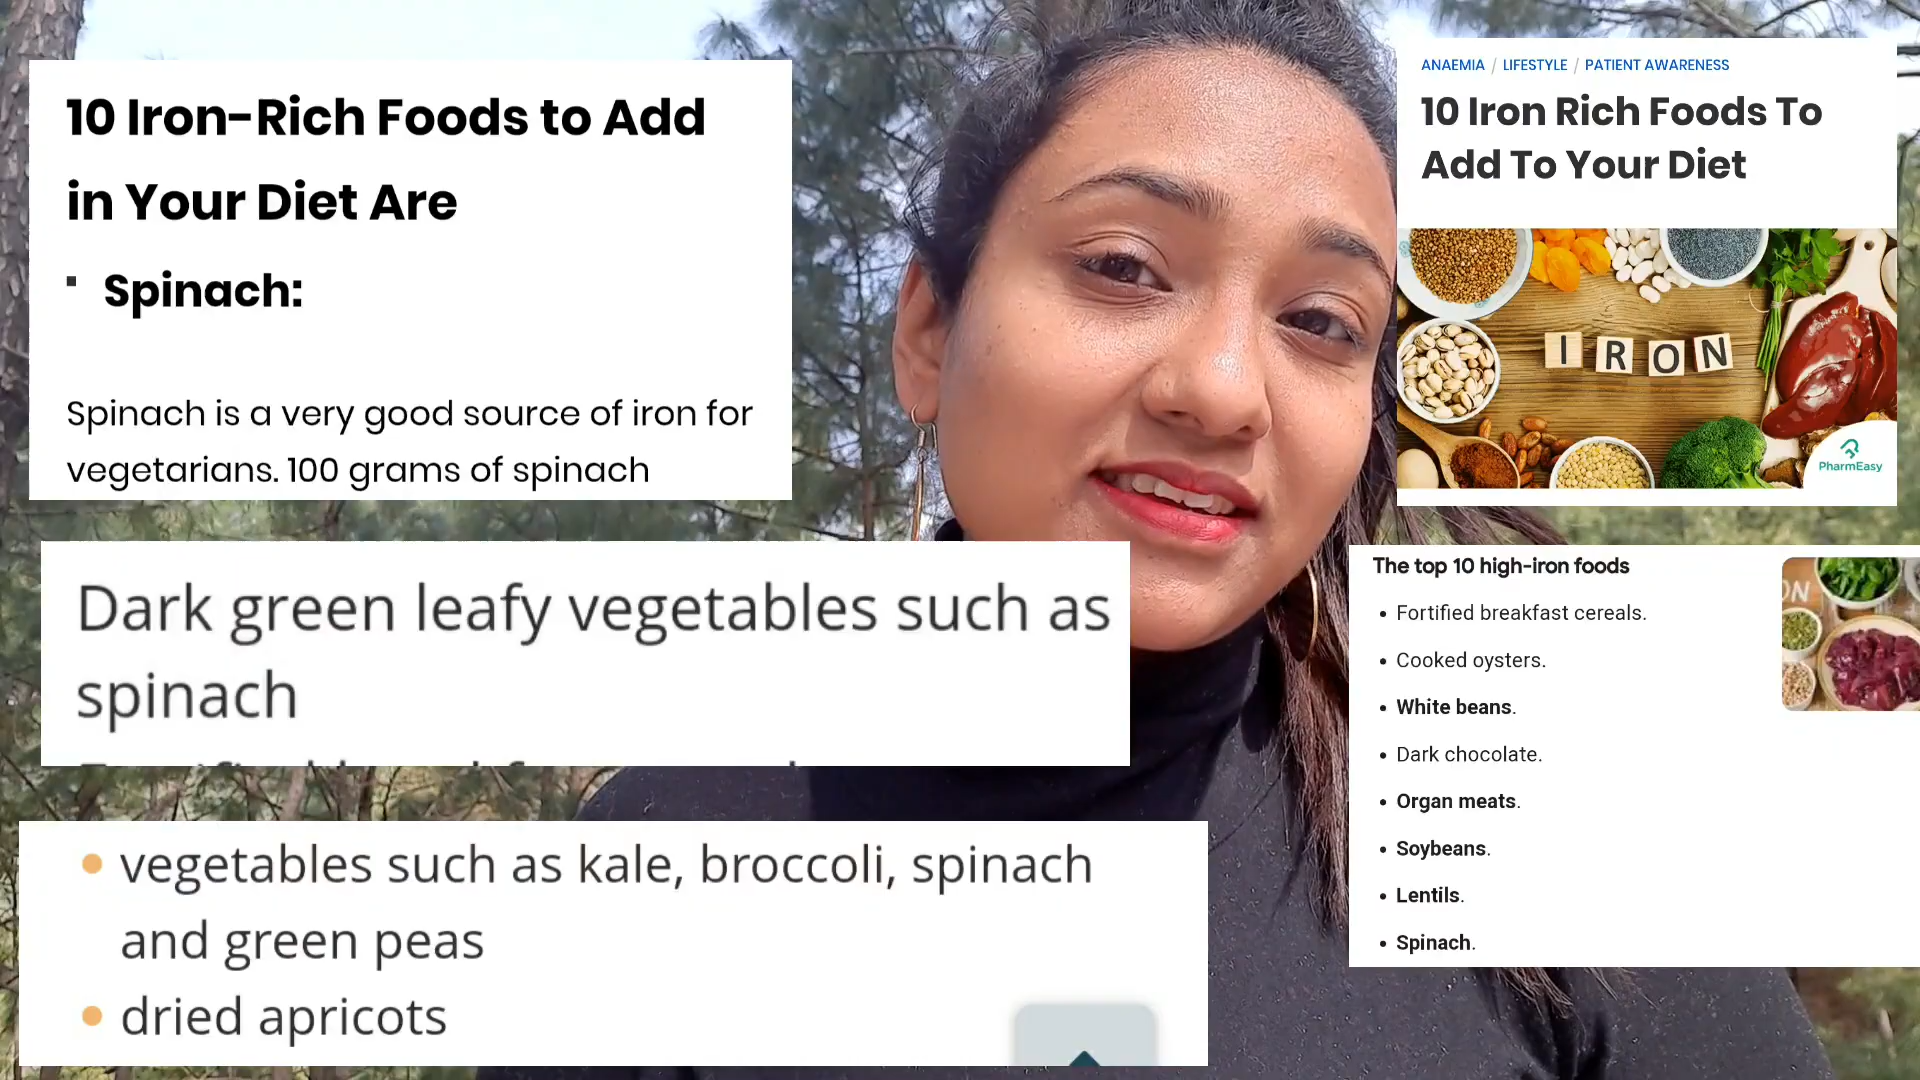 10 Iron-Rich Foods to Add
in Your Diet Are
Spinach:
Spinach is a very good source of iron for
vegetarians. 100 grams of spinach
ANAEMIA / LIFESTYLE / PATIENT AWARENESS
10 Iron Rich Foods To
Add To Your Diet
IRON
PharmEasy
Dark green leafy vegetables such as
spinach
The top 10 high-iron foods
Fortified breakfast cereals.
Cooked oysters.
White beans.
Dark chocolate.
Organ meats.
Soybeans.
Lentils.
Spinach.
ON
vegetables such as kale, broccoli, spinach
and green peas
dried apricots